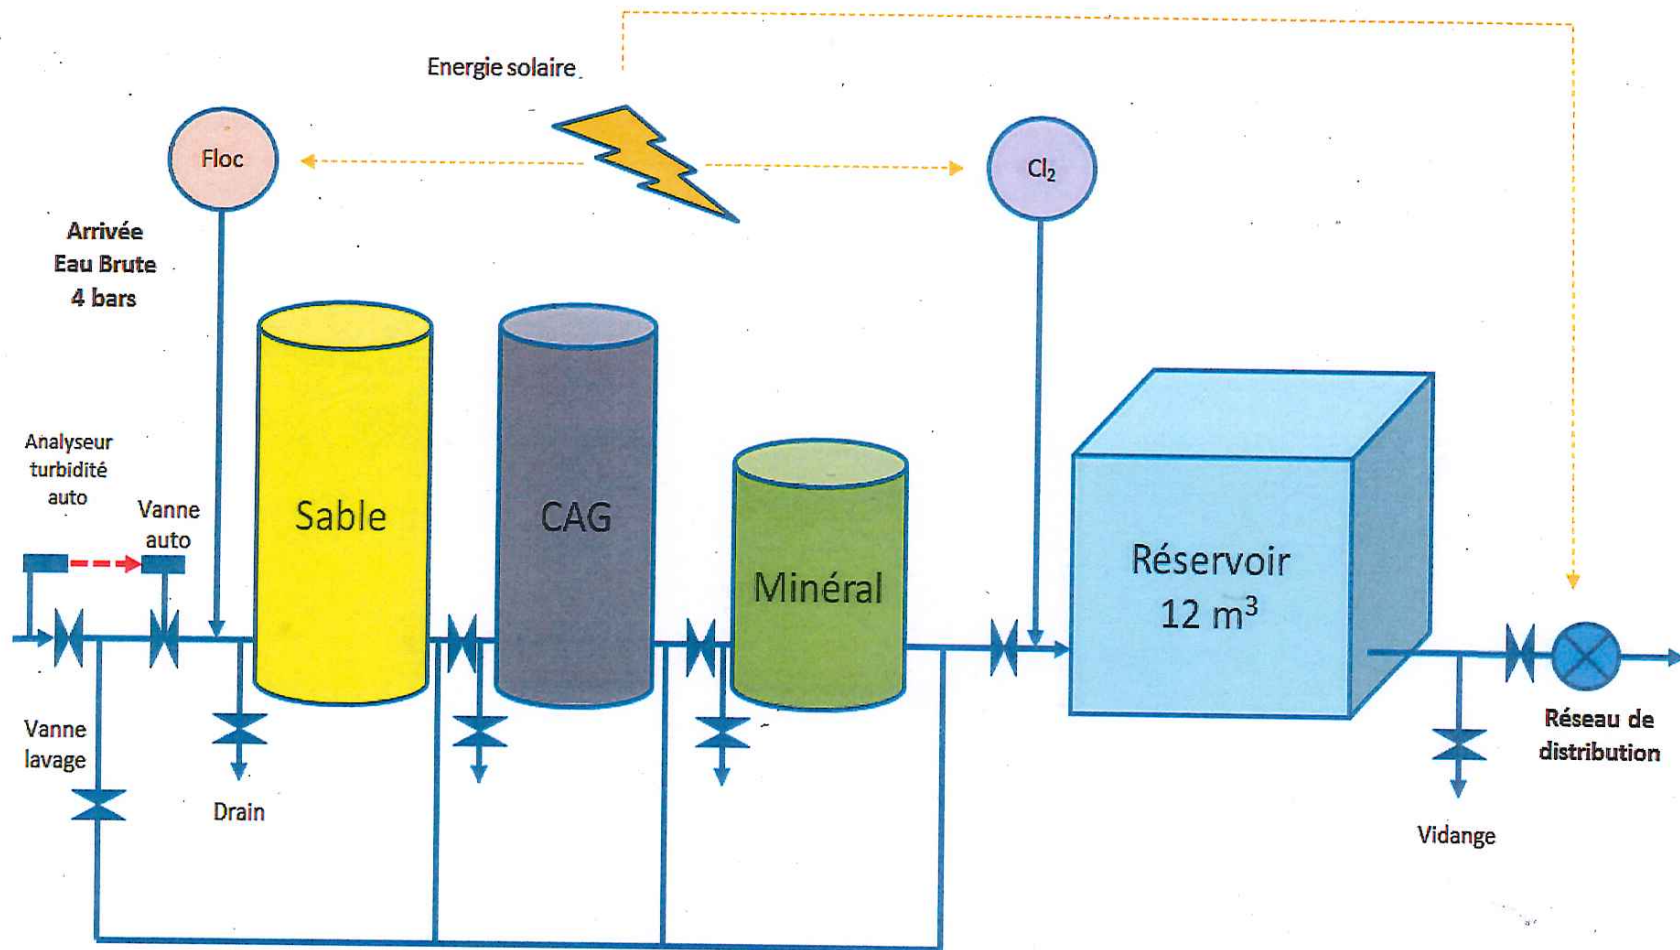 Energie solaire
Floc
Cl₂
Arrivée
Eau Brute
4 bars
Analyseur
turbidité
auto
Vanne
auto
Sable
CAG
Minéral
Réservoir
12 m³
Vanne
lavage
Drain
Réseau de
distribution
Vidange